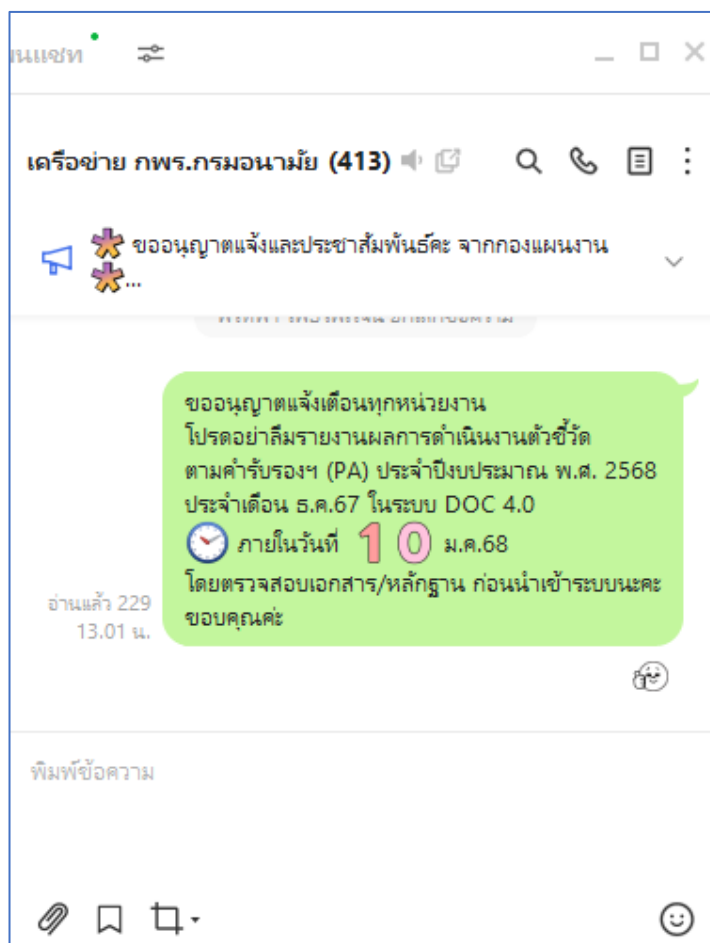 นแชท
เครือข่าย กพร.กรมอนามัย (413)
ขออนุญาตแจ้งและประชาสัมพันธ์คะ จากกองแผนงาน
...
ยกเลิกข้อความ
ขออนุญาตแจ้งเตือนทุกหน่วยงาน
โปรดอย่าลืมรายงานผลการดำเนินงานตัวชี้วัด
ตามคำรับรองฯ (PA) ประจำปีงบประมาณ พ.ศ. 2568
ประจำเดือน ธ.ค.67 ในระบบ DOC 4.0
ภายในวันที่ 10 ม.ค.68
โดยตรวจสอบเอกสาร/หลักฐาน ก่อนนำเข้าระบบนะคะ
ขอบคุณค่ะ
อ่านแล้ว 229
13.01 น.
พิมพ์ข้อความ